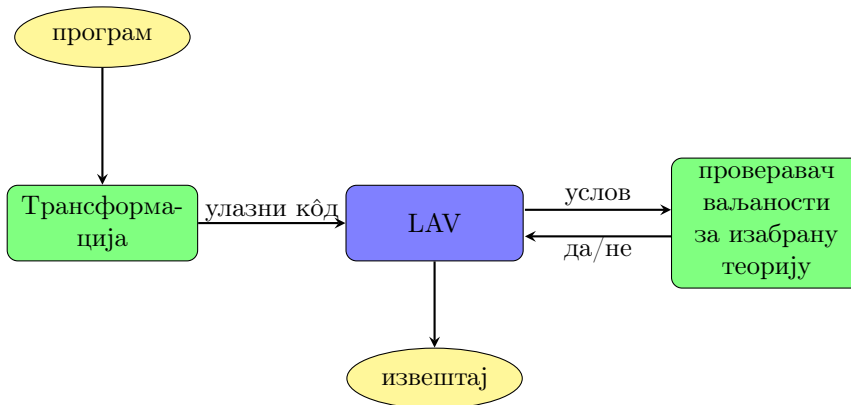 програм
Трансформа-
ција
улазни кôд
LAV
услов
да/не
проверавач
ваљаности
за изабрану
теорију
извештај